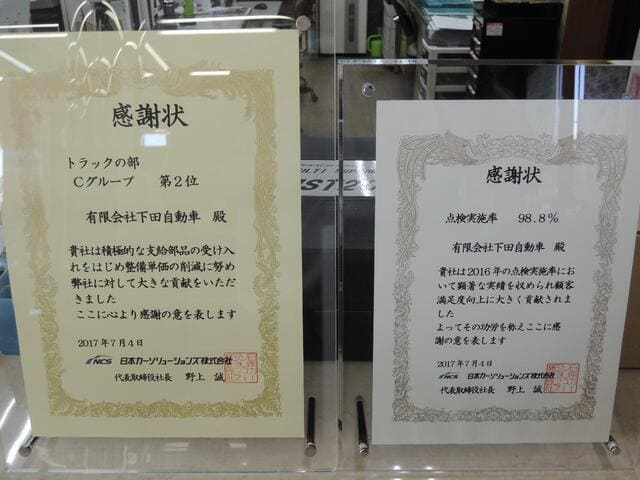 感謝状
トラックの部
Cグループ 第2位
有限会社下田自動車 殿
貴社は積極的な支給部品の受け入
れをはじめ整備単価の削減に努め
弊社に対して大きな貢献をいただ
きました
ここに心より感謝の意を表します
2017年7月4日
NCS 日本カーソリューションズ株式会社
代表取締役社長 野上 誠
感謝状
点検実施率 98.8%
有限会社下田自動車 殿
貴社は2016年の点検実施率にお
いて顕著な実績を収められ顧客
満足度向上に大きく貢献されま
した
よってその功労を称えここに感
謝の意を表します
2017年7月4日
NCS 日本カーソリューションズ株式会社
代表取締役社長 野上 誠